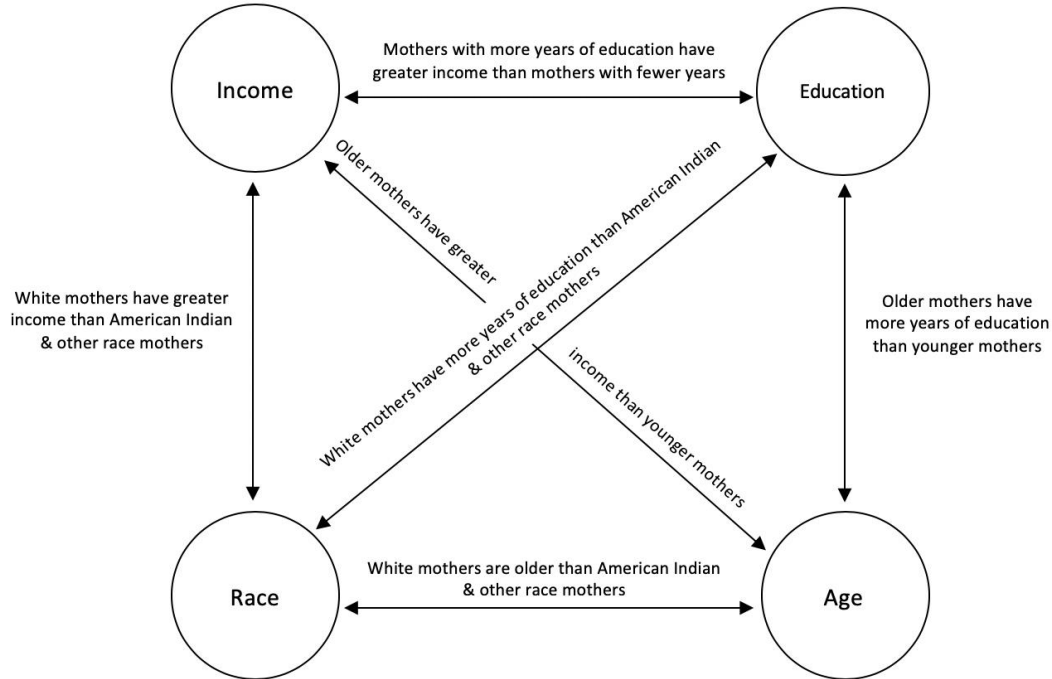 Mothers with more years of education have
greater income than mothers with fewer years
Income
Education
Older mothers have greater
income than younger mothers
White mothers have more years of education than American Indian
& other race mothers
White mothers have greater
income than American Indian
& other race mothers
Older mothers have
more years of education
than younger mothers
White mothers are older than American Indian
& other race mothers
Race
Age